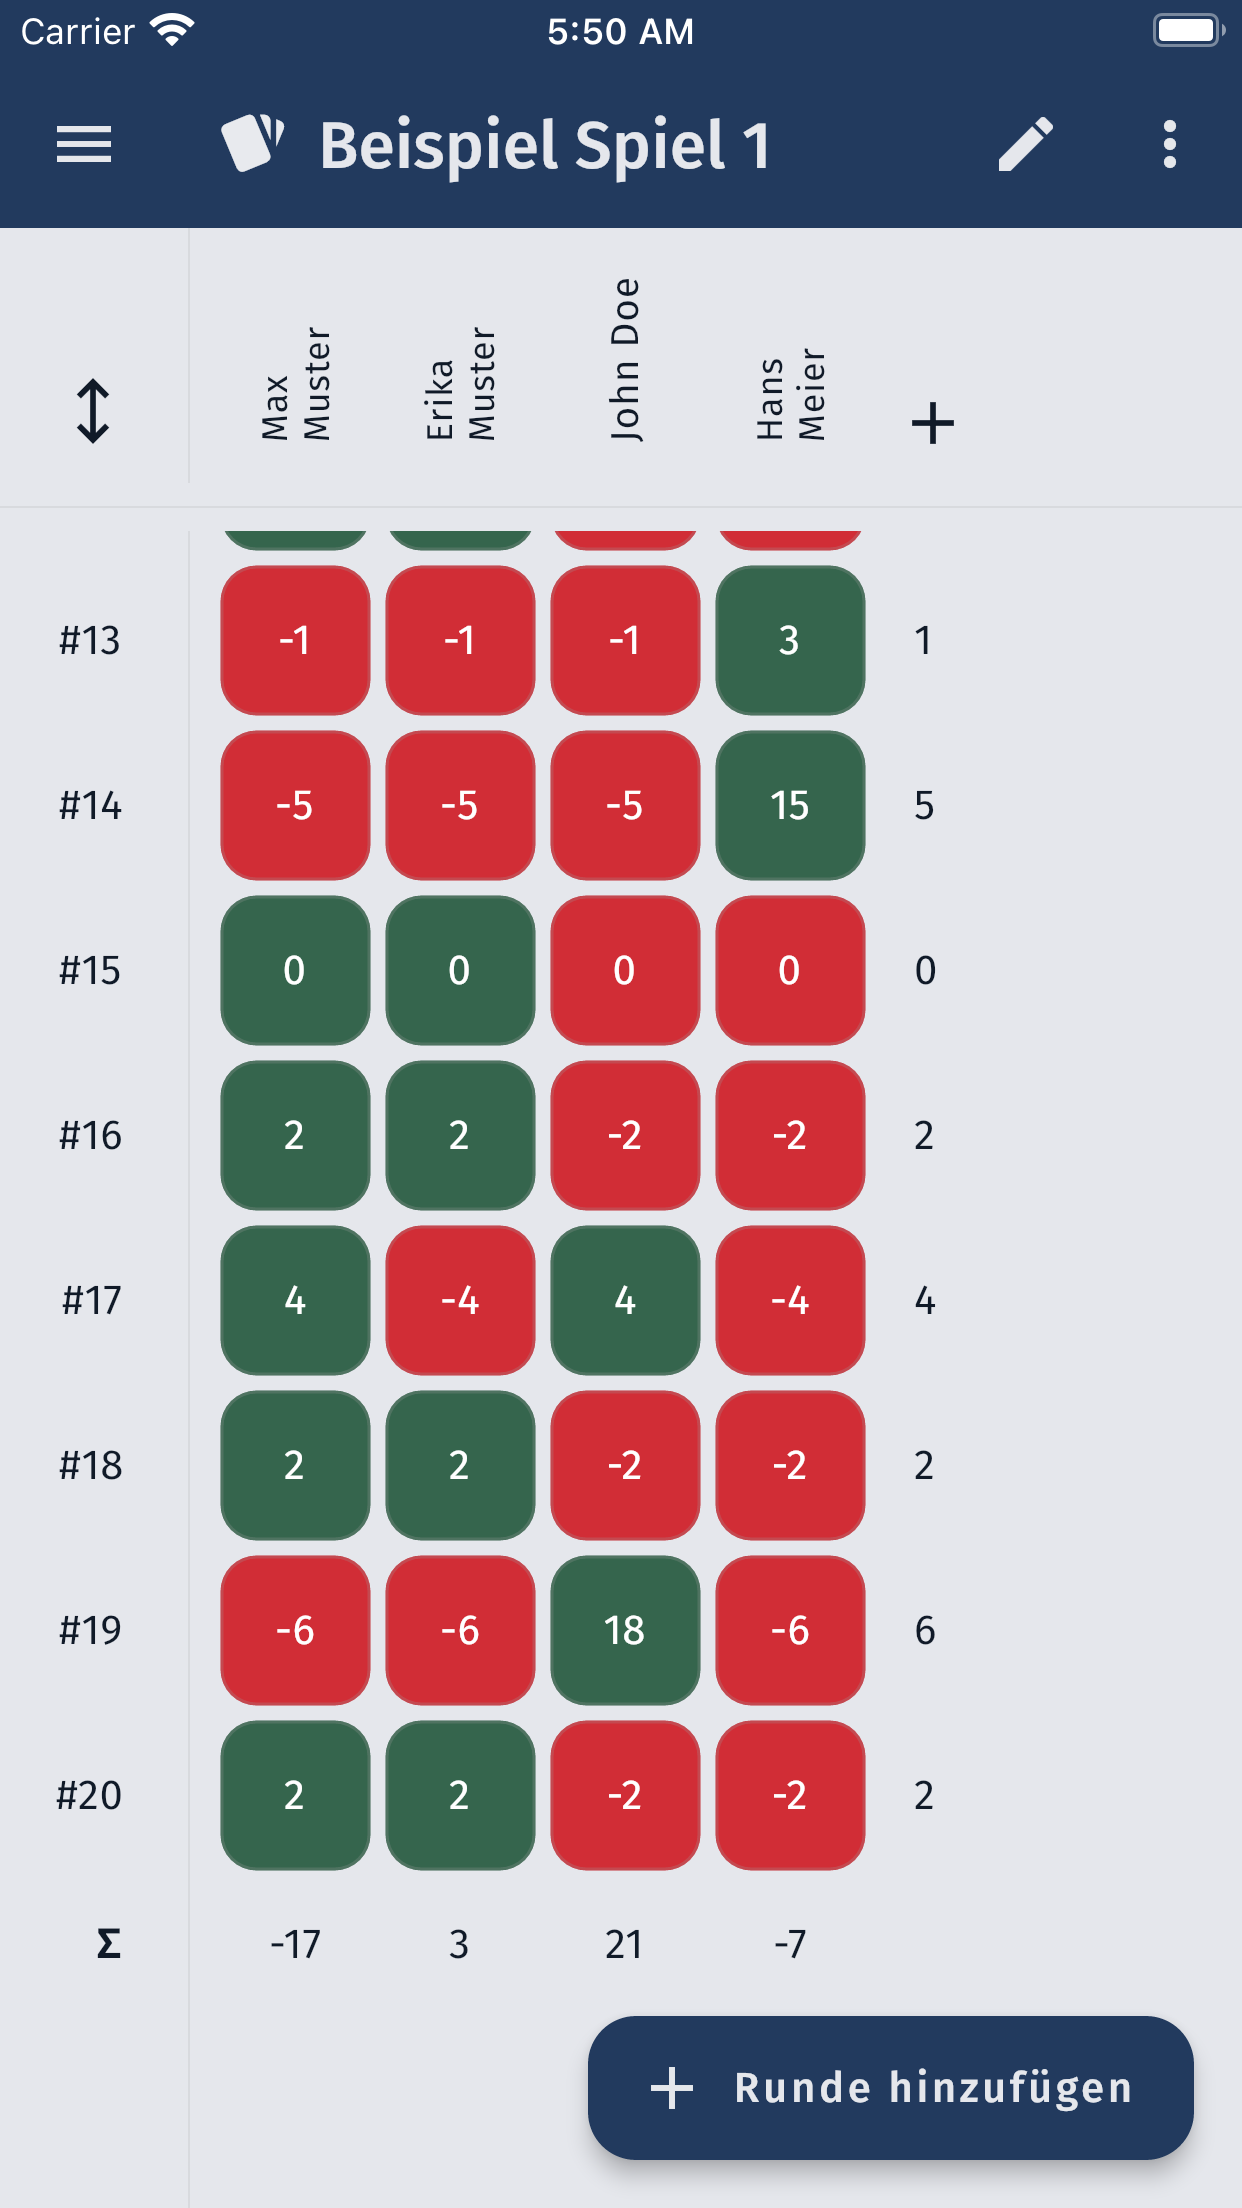 Carrier 5:50 AM
Beispiel Spiel 1
Max
Muster
Erika
Muster
John Doe
Hans
Meier
+
#13 -1 -1 -1 3 1
#14 -5 -5 -5 15 5
#15 0 0 0 0 0
#16 2 2 -2 -2 2
#17 4 -4 4 -4 4
#18 2 2 -2 -2 2
#19 -6 -6 18 -6 6
#20 2 2 -2 -2 2
Σ -17 3 21 -7
+ Runde hinzufügen